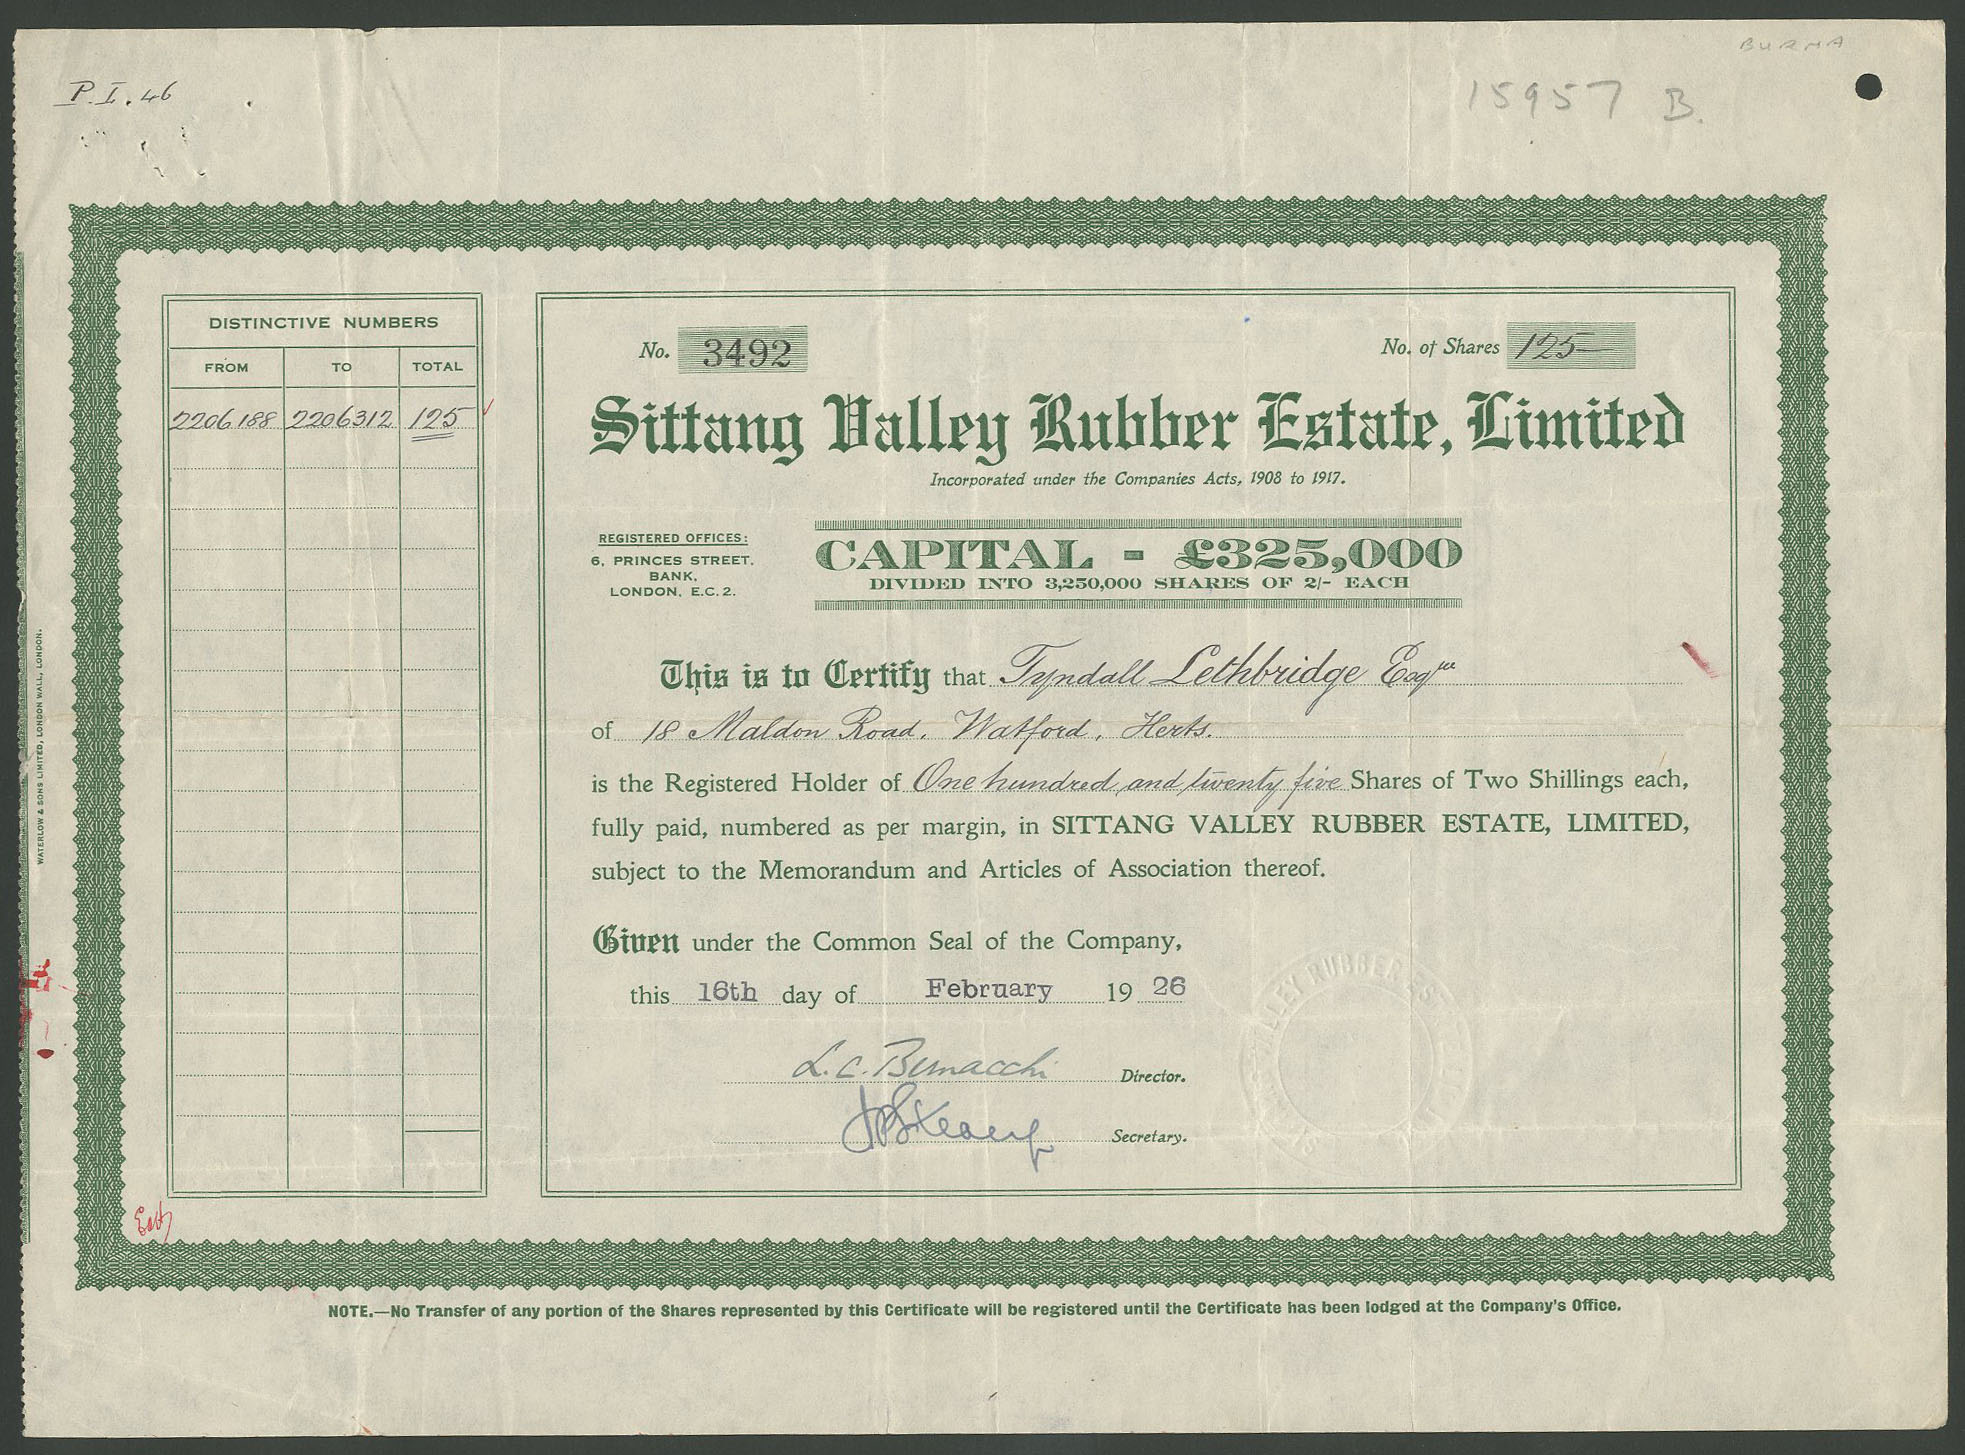 BURMA
P.I. 46
15957 B.
DISTINCTIVE NUMBERS
FROM TO TOTAL
2206188 2206312 125
No. 3492
No. of Shares 125
Sittang Valley Rubber Estate, Limited
Incorporated under the Companies Acts, 1908 to 1917.
REGISTERED OFFICES:
6, PRINCES STREET,
BANK,
LONDON, E.C.2.
CAPITAL - £325,000
DIVIDED INTO 3,250,000 SHARES OF 2/- EACH
This is to Certify that Tyndall Lethbridge Esqre
of 18 Maldon Road, Watford, Herts.
is the Registered Holder of One hundred and twenty five Shares of Two Shillings each,
fully paid, numbered as per margin, in SITTANG VALLEY RUBBER ESTATE, LIMITED,
subject to the Memorandum and Articles of Association thereof.
Given under the Common Seal of the Company,
this 16th day of February 19 26
L. C. Bernacchi Director.
Secretary.
VALLEY RUBBER ES
WATERLOW & SONS LIMITED, LONDON WALL, LONDON.
NOTE.—No Transfer of any portion of the Shares represented by this Certificate will be registered until the Certificate has been lodged at the Company's Office.